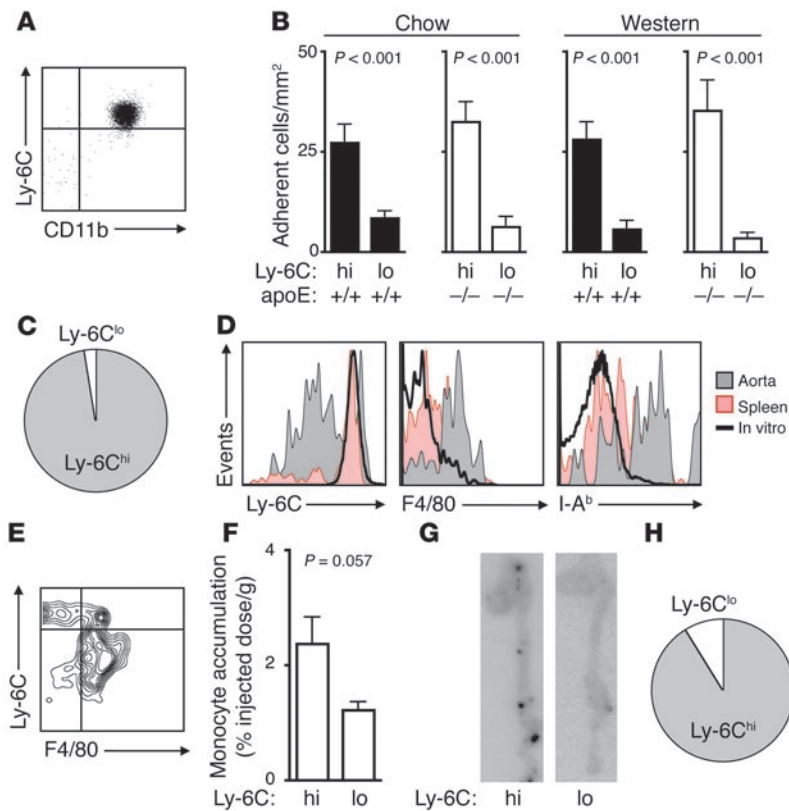 A
Ly-6C
CD11b
B
Chow
Western
50
25
0
Adherent cells/mm²
P < 0.001
P < 0.001
P < 0.001
P < 0.001
Ly-6C: hi lo hi lo hi lo hi lo
apoE: +/+ +/+ –/– –/– +/+ +/+ –/– –/–
C
Ly-6Clo
Ly-6Chi
D
Events
Ly-6C
F4/80
I-Ab
Aorta
Spleen
In vitro
E
Ly-6C
F4/80
F
Monocyte accumulation
(% injected dose/g)
4
2
0
P = 0.057
Ly-6C: hi lo
G
Ly-6C: hi lo
H
Ly-6Clo
Ly-6Chi